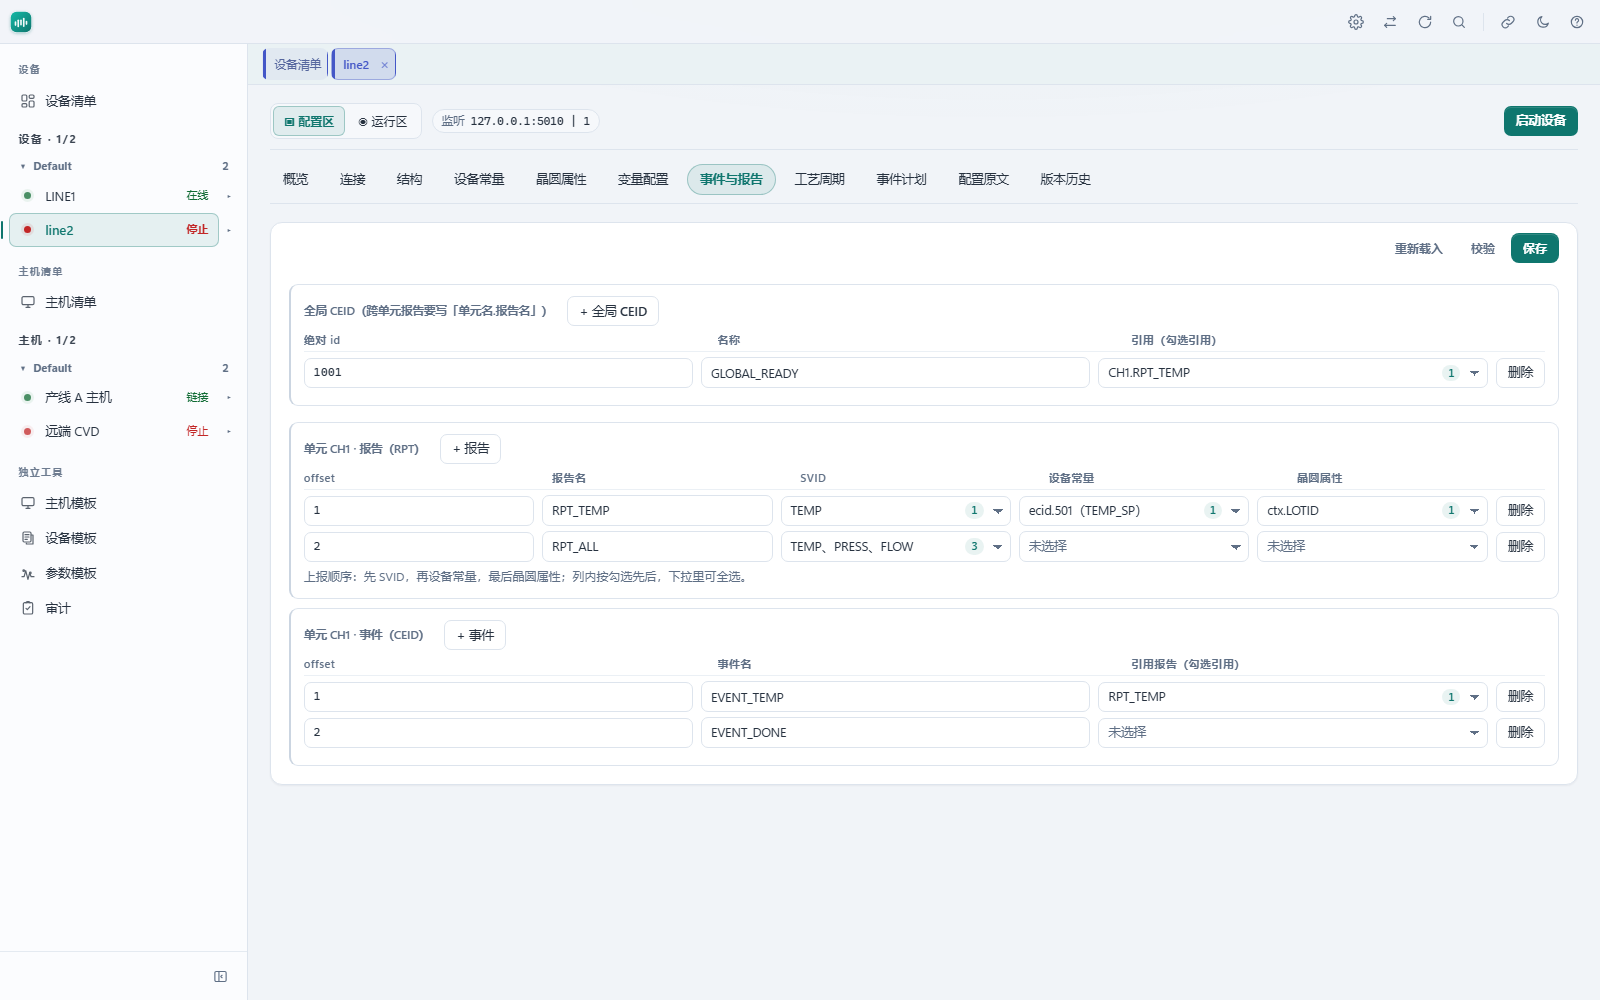 设备
设备清单
设备 · 1/2
Default 2
LINE1 在线
line2 停止
主机清单
主机清单
主机 · 1/2
Default 2
产线 A 主机 链接
远端 CVD 停止
独立工具
主机模板
设备模板
参数模板
审计
设备清单 line2 ×
配置区 运行区 监听 127.0.0.1:5010 | 1 启动设备
概览 连接 结构 设备常量 晶圆属性 变量配置 事件与报告 工艺周期 事件计划 配置原文 版本历史
重新载入 校验 保存
全局 CEID（跨单元报告要写「单元名.报告名」） + 全局 CEID
绝对 id 名称 引用（勾选引用）
1001 GLOBAL_READY CH1.RPT_TEMP 1 删除
单元 CH1 · 报告（RPT） + 报告
offset 报告名 SVID 设备常量 晶圆属性
1 RPT_TEMP TEMP 1 ecid.501（TEMP_SP） 1 ctx.LOTID 1 删除
2 RPT_ALL TEMP、PRESS、FLOW 3 未选择 未选择 删除
上报顺序：先 SVID，再设备常量，最后晶圆属性；列内按勾选先后，下拉里可全选。
单元 CH1 · 事件（CEID） + 事件
offset 事件名 引用报告（勾选引用）
1 EVENT_TEMP RPT_TEMP 1 删除
2 EVENT_DONE 未选择 删除